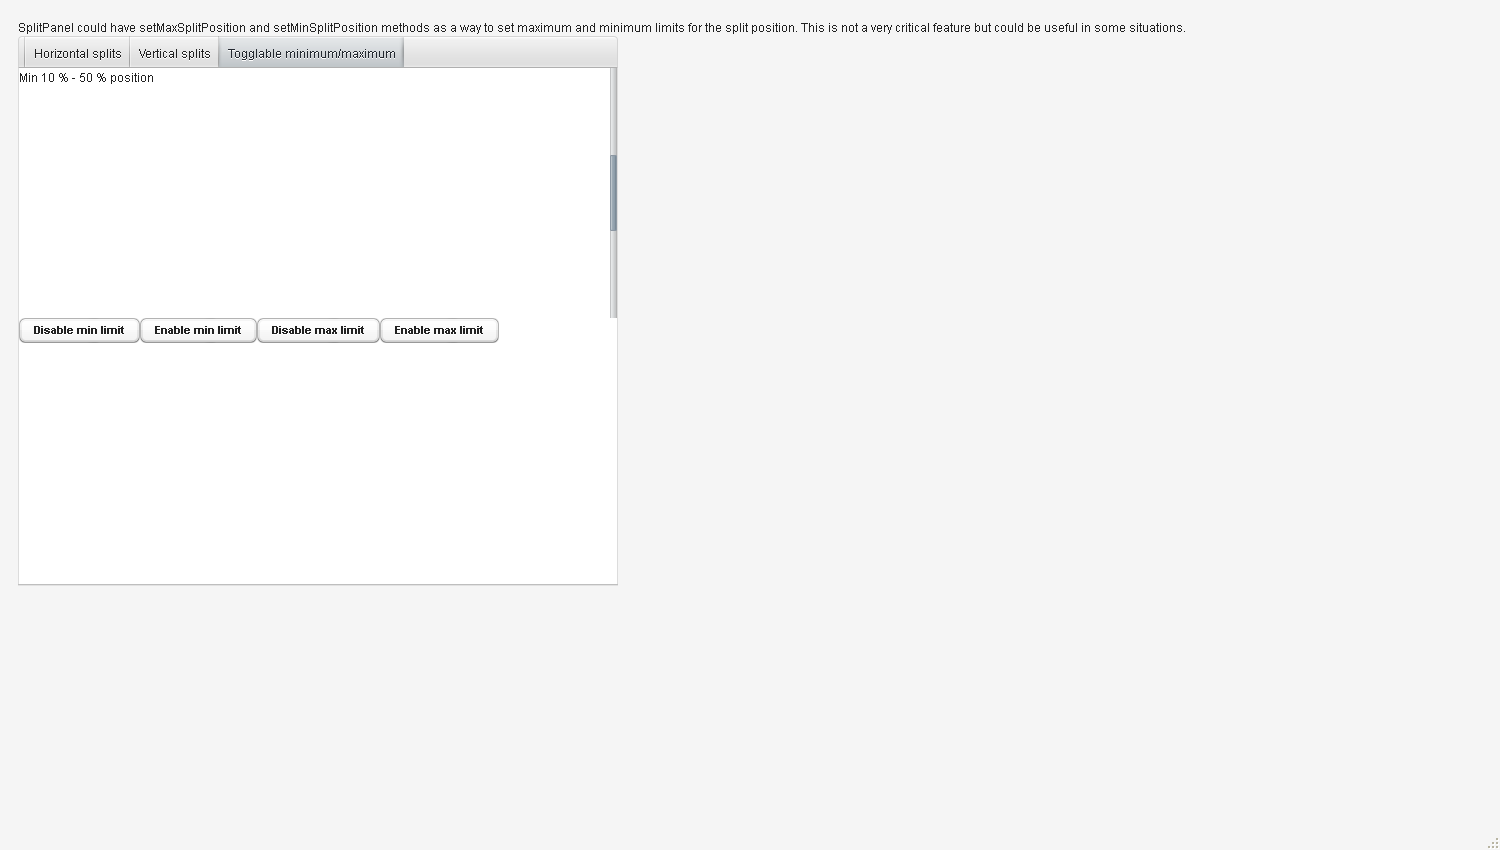 SplitPanel could have setMaxSplitPosition and setMinSplitPosition methods as a way to set maximum and minimum limits for the split position. This is not a very critical feature but could be useful in some situations.
Horizontal splits Vertical splits Togglable minimum/maximum
Min 10 % - 50 % position
Disable min limit Enable min limit Disable max limit Enable max limit